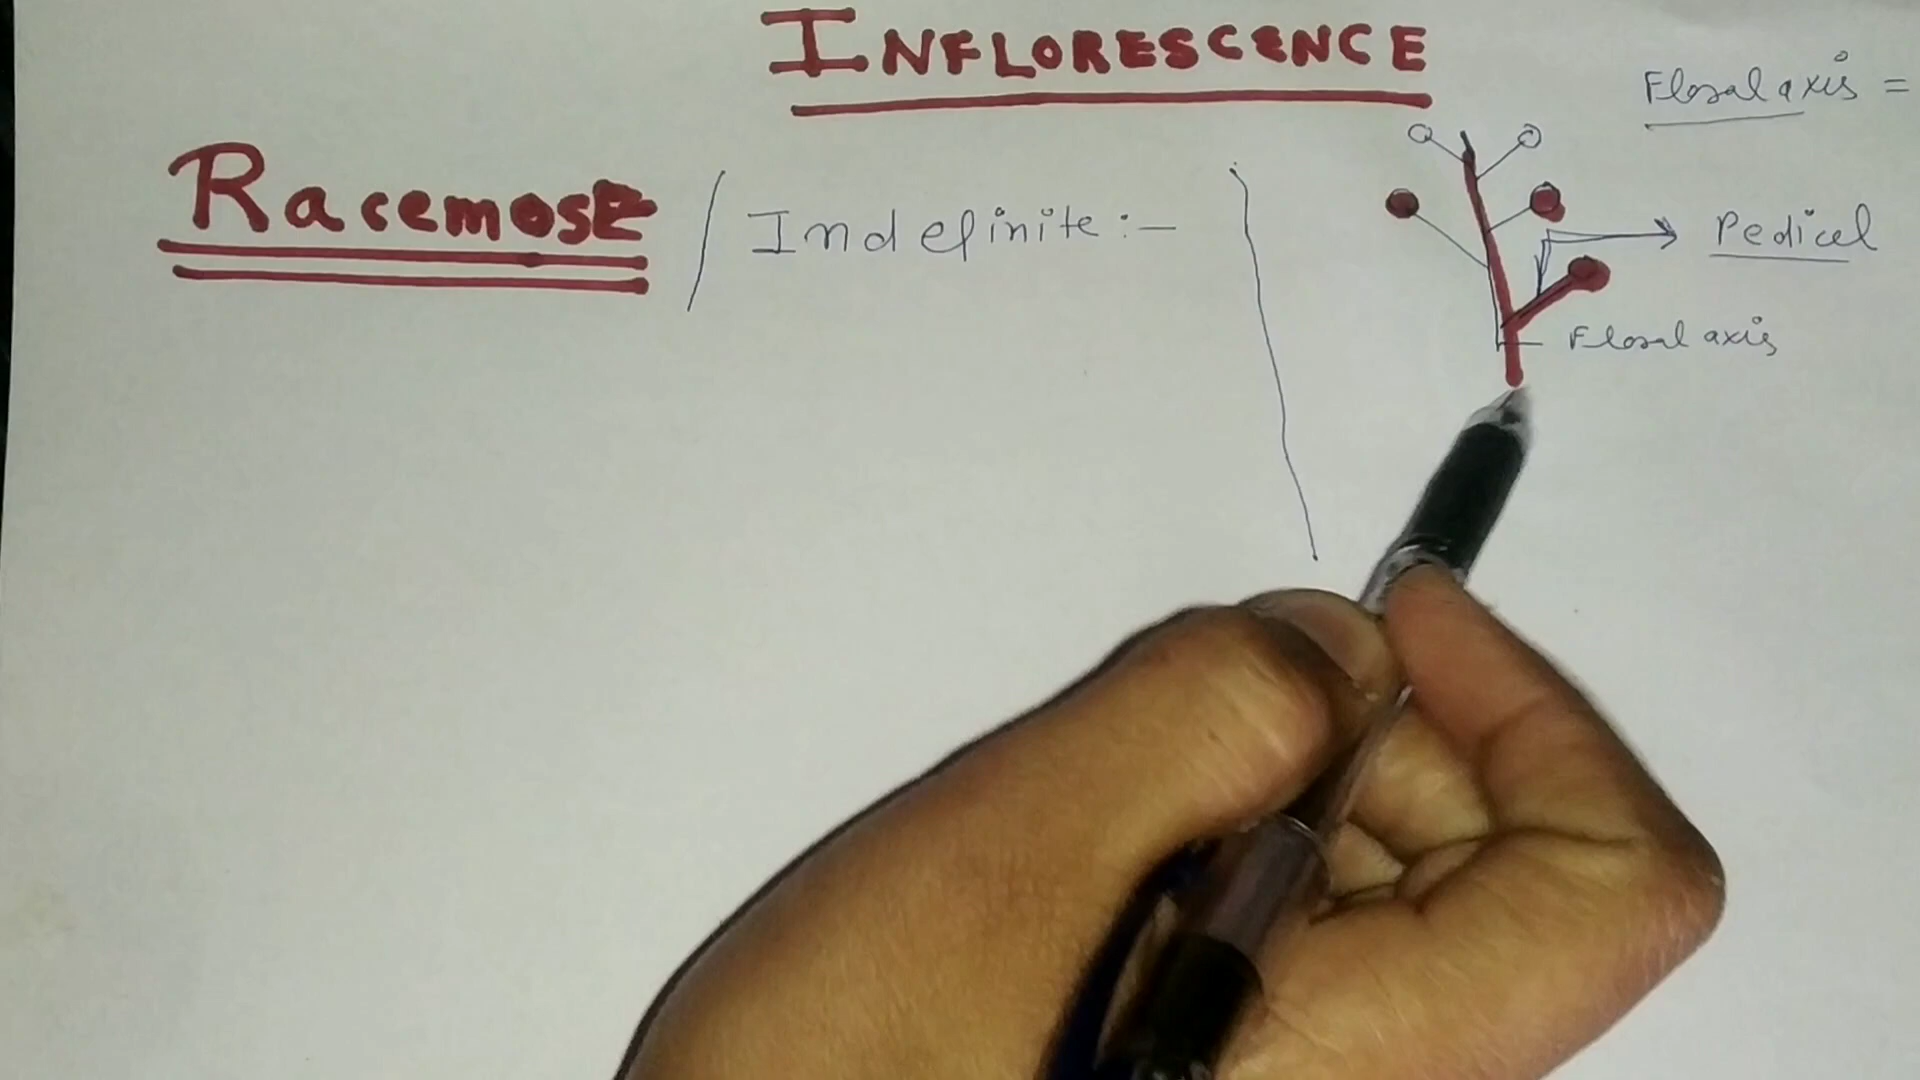 INFLORESCENCE
Floral axis =
Racemose / Indefinite :-
Pedicel
Floral axis